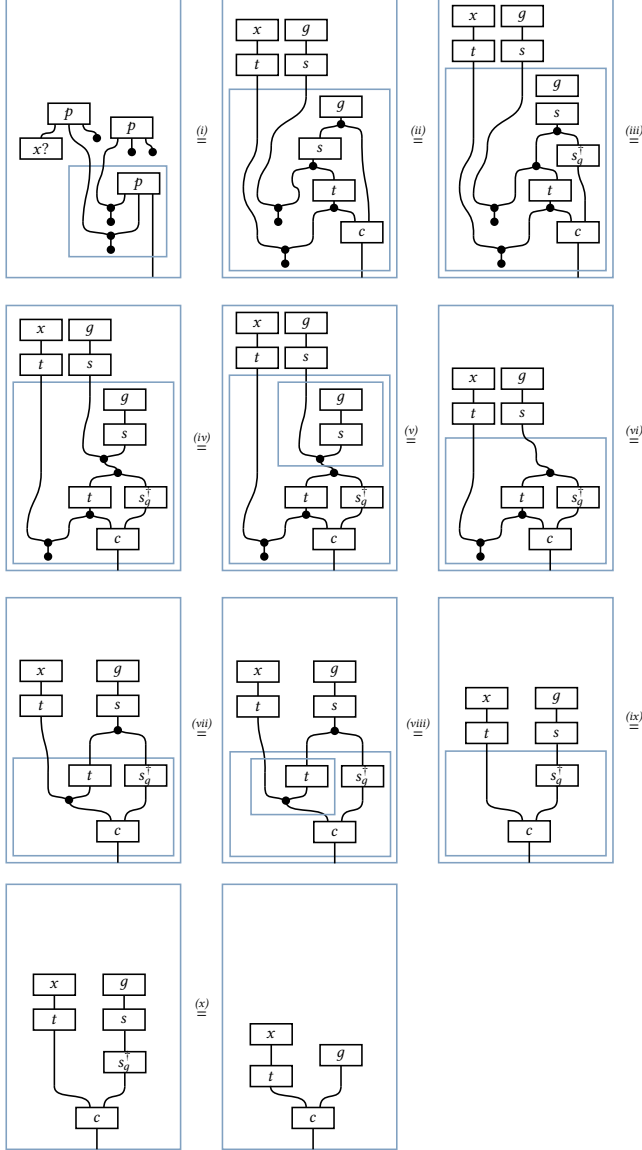 p
p
x?
p
(i)
=
x g
t s
g
s
t
c
(ii)
=
x g
t s
g
s
s†g
t
c
(iii)
=
x g
t s
g
s
t s†g
c
(iv)
=
x g
t s
g
s
t s†g
c
(v)
=
x g
t s
t s†g
c
(vi)
=
x g
t s
t s†g
c
(vii)
=
x g
t s
t s†g
c
(viii)
=
x g
t s
s†g
c
(ix)
=
x g
t s
s†g
c
(x)
=
x
g
t
c